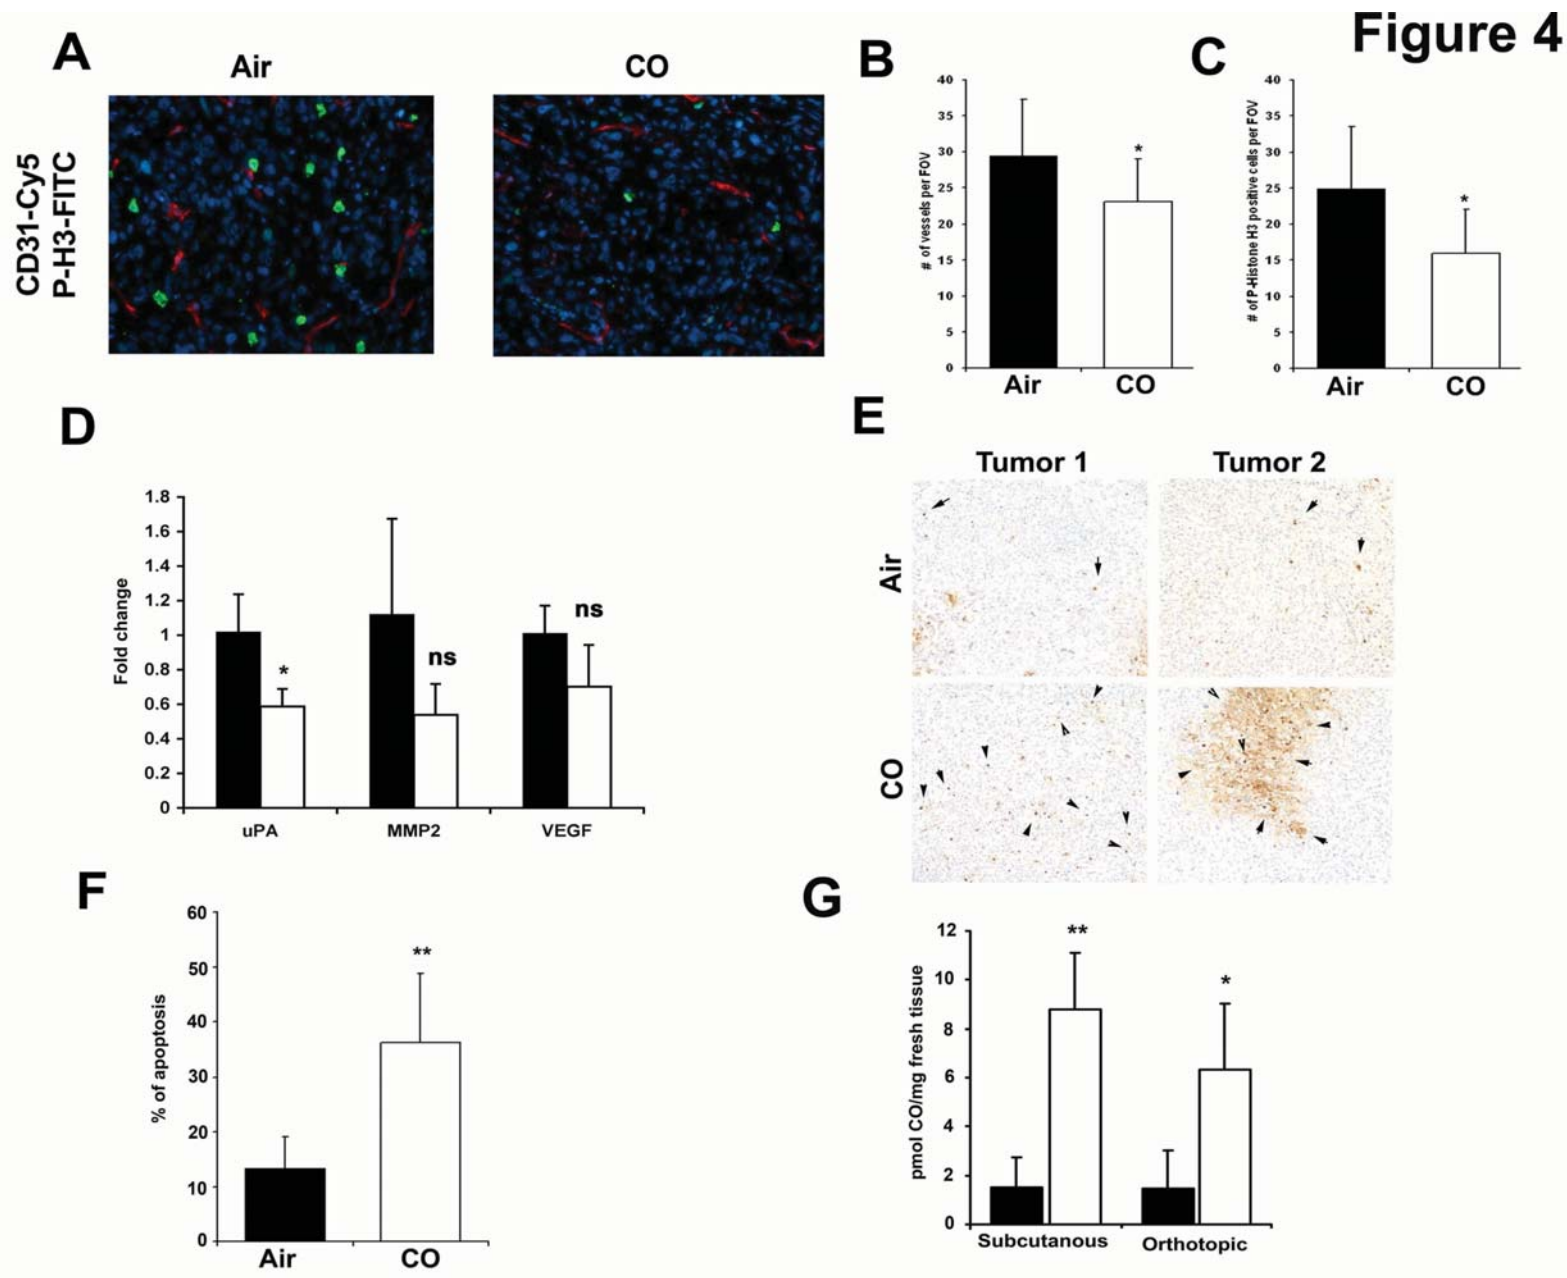 Figure 4
A
Air
CO
CD31-Cy5
P-H3-FITC
B
# of vessels per FOV
40
35
30
25
20
15
10
5
0
*
Air
CO
C
# of P-Histone H3 positive cells per FOV
40
35
30
25
20
15
10
5
0
*
Air
CO
D
Fold change
1.8
1.6
1.4
1.2
1
0.8
0.6
0.4
0.2
0
*
ns
ns
uPA
MMP2
VEGF
E
Tumor 1
Tumor 2
Air
CO
F
% of apoptosis
60
50
40
30
20
10
0
**
Air
CO
G
pmol CO/mg fresh tissue
12
10
8
6
4
2
0
**
*
Subcutanous
Orthotopic